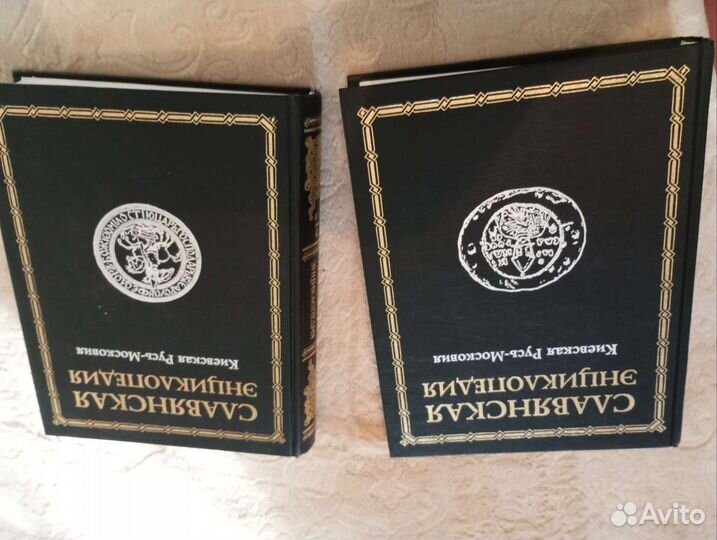 СЛАВЯНСКАЯ
ЭНЦИКЛОПЕДИЯ
Киевская Русь-Московия
СЛАВЯНСКАЯ
ЭНЦИКЛОПЕДИЯ
Киевская Русь-Московия
Avito